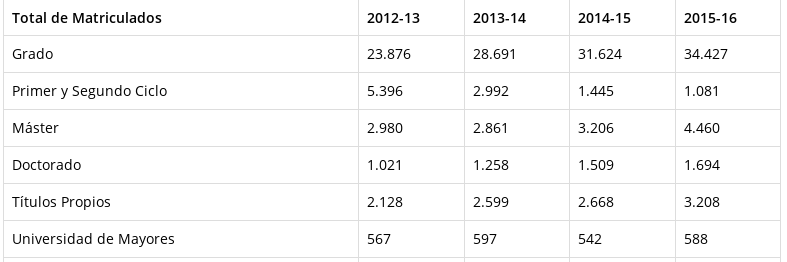 Total de Matriculados 2012-13 2013-14 2014-15 2015-16
Grado 23.876 28.691 31.624 34.427
Primer y Segundo Ciclo 5.396 2.992 1.445 1.081
Máster 2.980 2.861 3.206 4.460
Doctorado 1.021 1.258 1.509 1.694
Títulos Propios 2.128 2.599 2.668 3.208
Universidad de Mayores 567 597 542 588